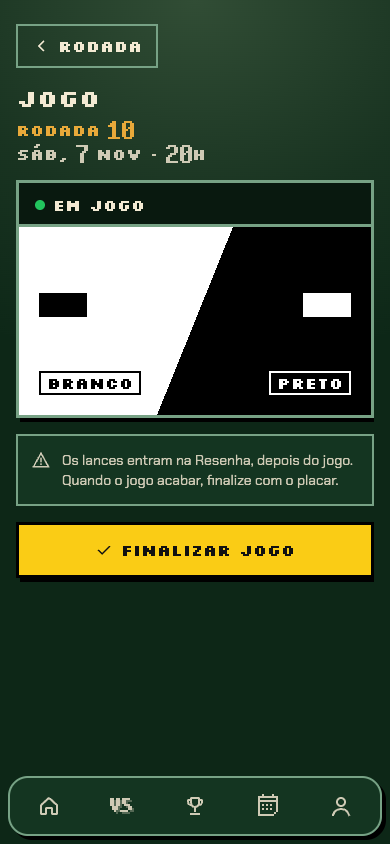 RODADA
JOGO
RODADA 10
SÁB, 7 NOV · 20H
EM JOGO
BRANCO
PRETO
Os lances entram na Resenha, depois do jogo.
Quando o jogo acabar, finalize com o placar.
FINALIZAR JOGO
VS